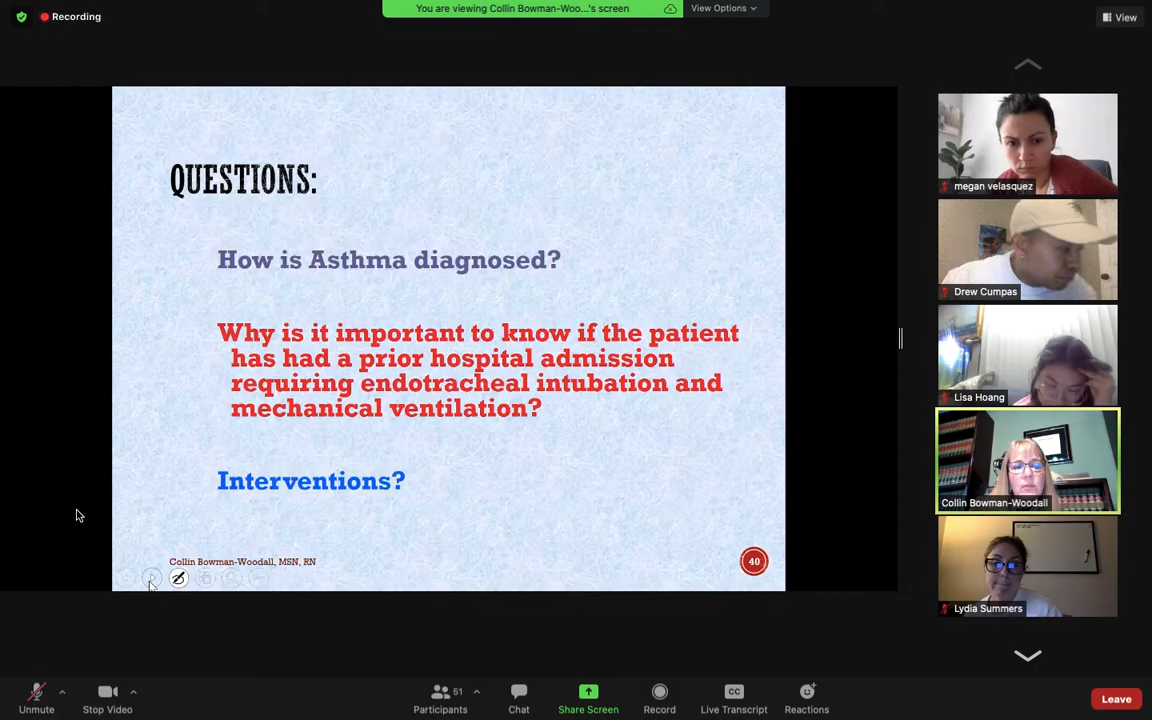 Recording
You are viewing Collin Bowman-Woo...'s screen
View Options
View
QUESTIONS:
How is Asthma diagnosed?
Why is it important to know if the patient
has had a prior hospital admission
requiring endotracheal intubation and
mechanical ventilation?
Interventions?
Collin Bowman-Woodall, MSN, RN
40
megan velasquez
Drew Cumpas
Lisa Hoang
Collin Bowman-Woodall
Lydia Summers
Unmute
Stop Video
51
Participants
Chat
Share Screen
Record
CC
Live Transcript
Reactions
Leave